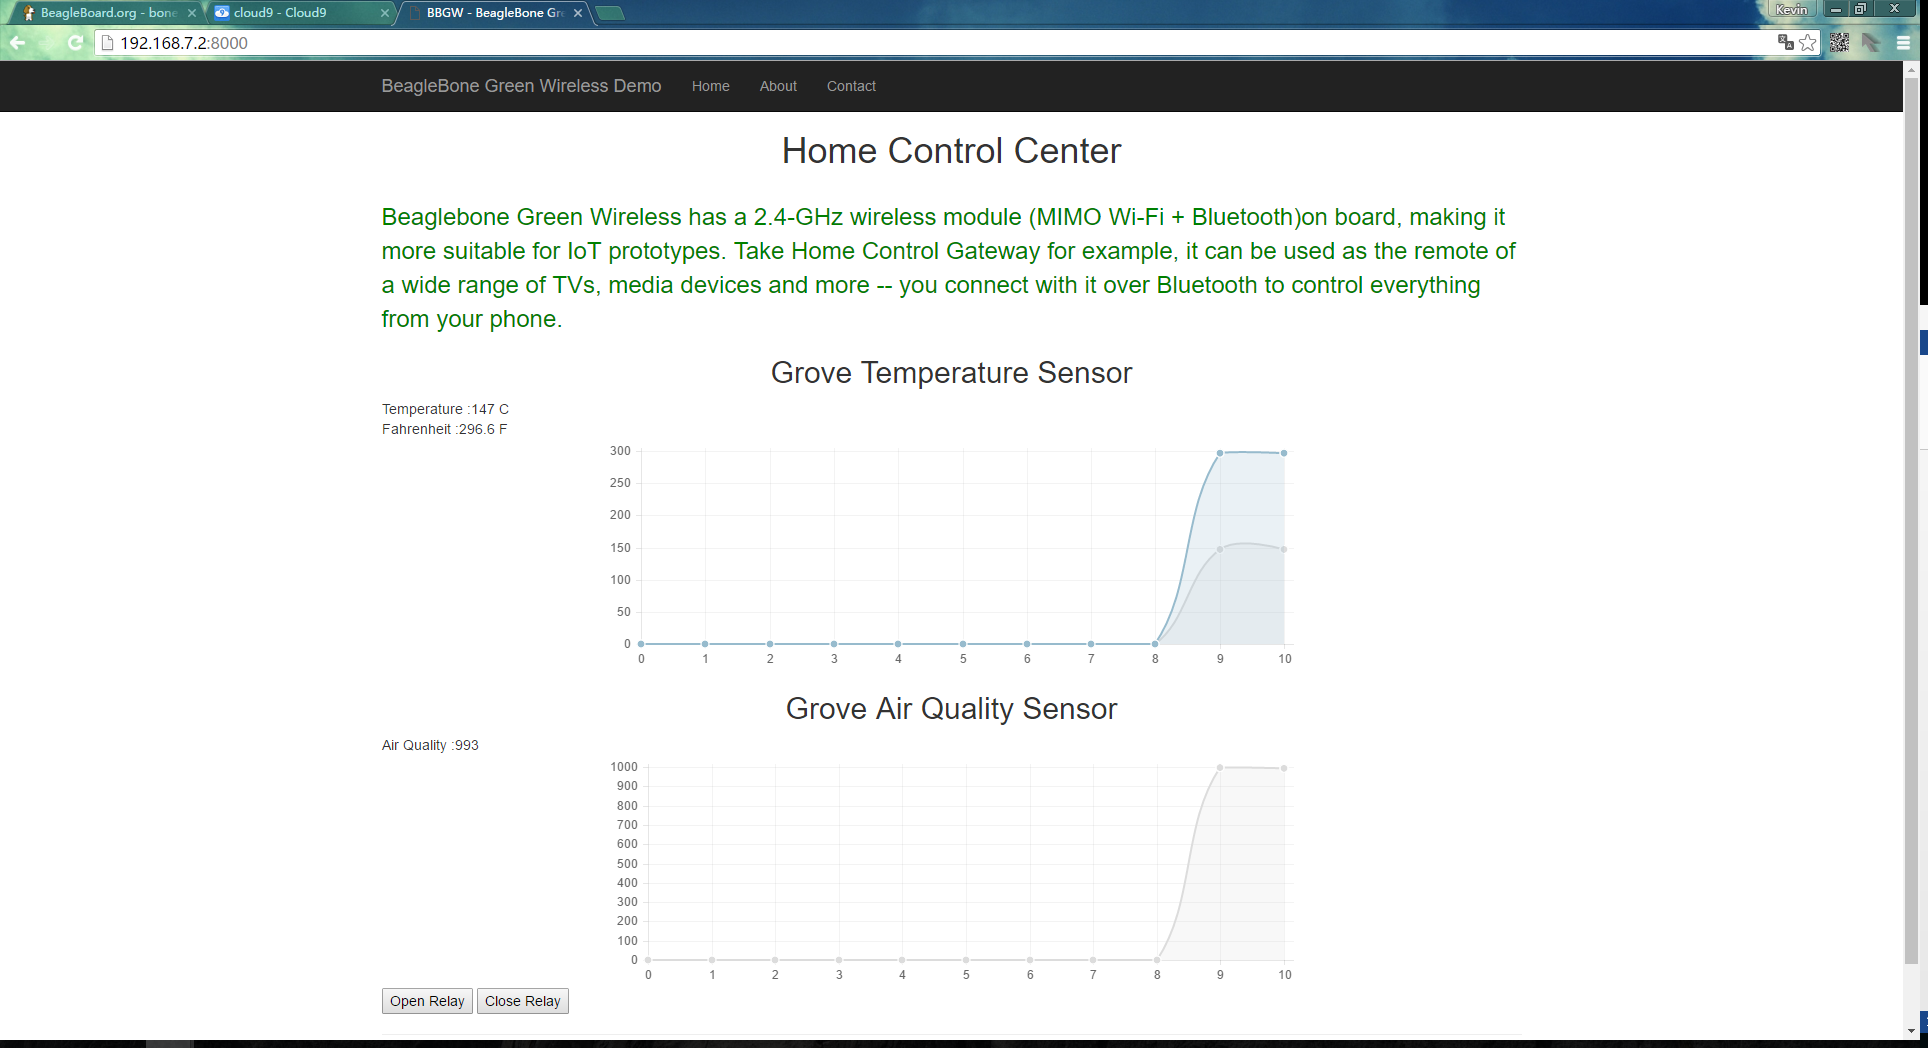 BeagleBoard.org - bone
cloud9 - Cloud9
BBGW - BeagleBone Gre
Kevin
192.168.7.2:8000
BeagleBone Green Wireless Demo Home About Contact
Home Control Center
Beaglebone Green Wireless has a 2.4-GHz wireless module (MIMO Wi-Fi + Bluetooth)on board, making it
more suitable for IoT prototypes. Take Home Control Gateway for example, it can be used as the remote of
a wide range of TVs, media devices and more -- you connect with it over Bluetooth to control everything
from your phone.
Grove Temperature Sensor
Temperature :147 C
Fahrenheit :296.6 F
300
250
200
150
100
50
0
0 1 2 3 4 5 6 7 8 9 10
Grove Air Quality Sensor
Air Quality :993
1000
900
800
700
600
500
400
300
200
100
0
0 1 2 3 4 5 6 7 8 9 10
Open Relay Close Relay